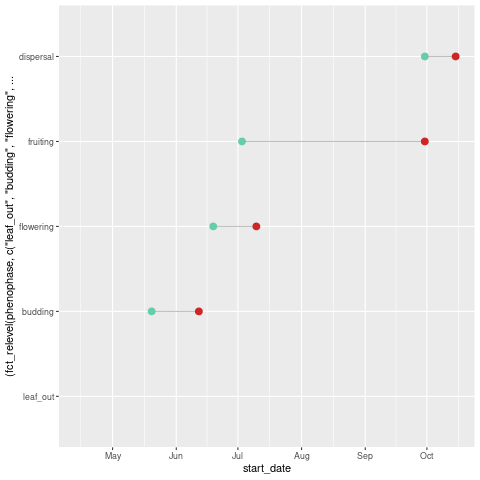 (fct_relevel(phenophase, c("leaf_out", "budding", "flowering", ...
dispersal
fruiting
flowering
budding
leaf_out
May Jun Jul Aug Sep Oct
start_date